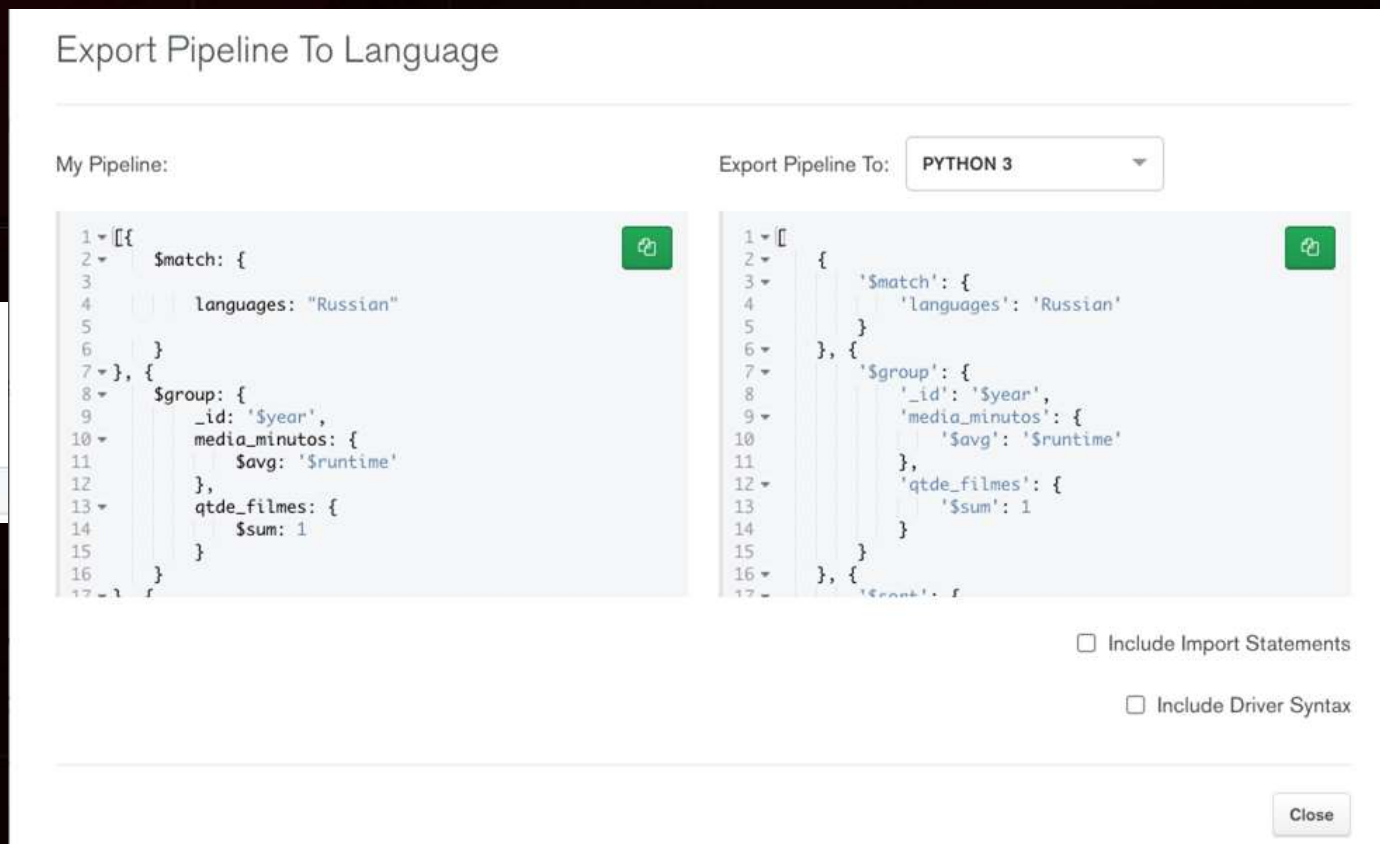 Export Pipeline To Language
My Pipeline:
Export Pipeline To: PYTHON 3
1 [{
2 $match: {
3
4 languages: "Russian"
5
6 }
7 }, {
8 $group: {
9 _id: '$year',
10 media_minutos: {
11 $avg: '$runtime'
12 },
13 qtde_filmes: {
14 $sum: 1
15 }
16 }
17 }, {
1 [
2 {
3 '$match': {
4 'languages': 'Russian'
5 }
6 }, {
7 '$group': {
8 '_id': '$year',
9 'media_minutos': {
10 '$avg': '$runtime'
11 },
12 'qtde_filmes': {
13 '$sum': 1
14 }
15 }
16 }, {
17 '$sort': {
Include Import Statements
Include Driver Syntax
Close